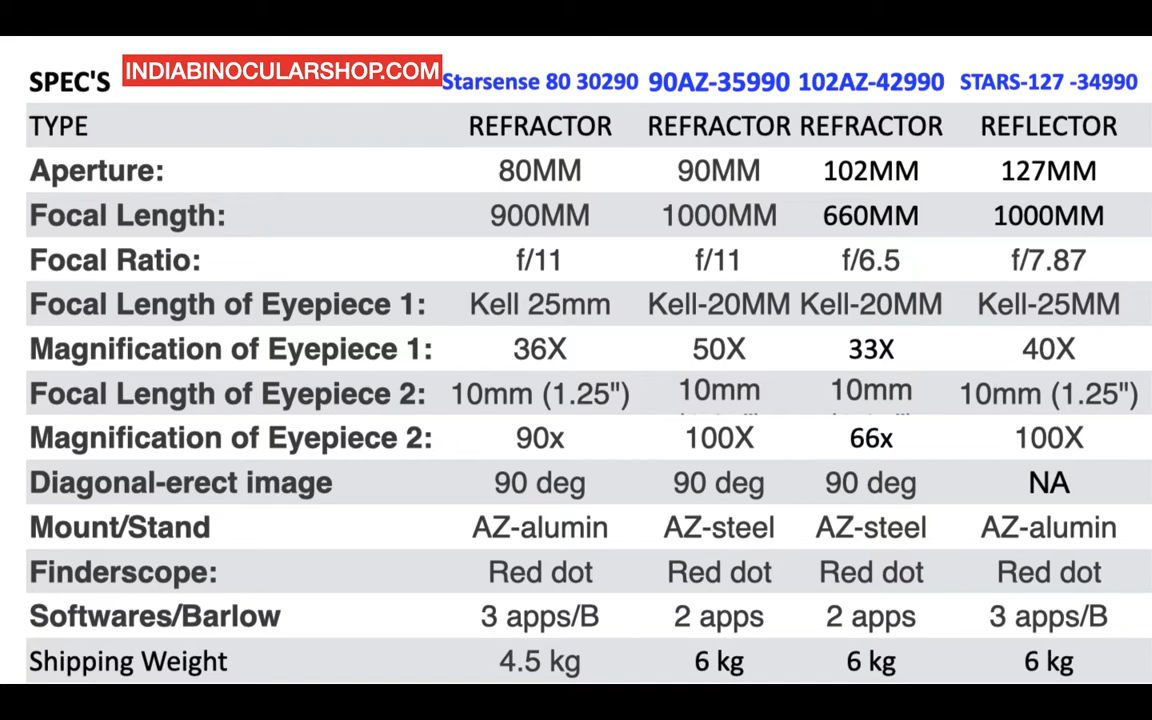 SPEC'S INDIABINOCULARSHOP.COM Starsense 80 30290 90AZ-35990 102AZ-42990 STARS-127 -34990
TYPE REFRACTOR REFRACTOR REFRACTOR REFLECTOR
Aperture: 80MM 90MM 102MM 127MM
Focal Length: 900MM 1000MM 660MM 1000MM
Focal Ratio: f/11 f/11 f/6.5 f/7.87
Focal Length of Eyepiece 1: Kell 25mm Kell-20MM Kell-20MM Kell-25MM
Magnification of Eyepiece 1: 36X 50X 33X 40X
Focal Length of Eyepiece 2: 10mm (1.25") 10mm 10mm 10mm (1.25")
Magnification of Eyepiece 2: 90x 100X 66x 100X
Diagonal-erect image 90 deg 90 deg 90 deg NA
Mount/Stand AZ-alumin AZ-steel AZ-steel AZ-alumin
Finderscope: Red dot Red dot Red dot Red dot
Softwares/Barlow 3 apps/B 2 apps 2 apps 3 apps/B
Shipping Weight 4.5 kg 6 kg 6 kg 6 kg